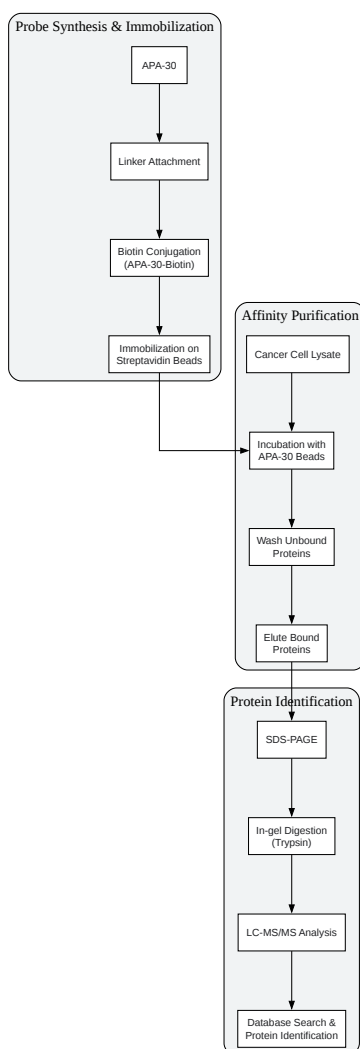 Probe Synthesis & Immobilization
APA-30
Linker Attachment
Biotin Conjugation
(APA-30-Biotin)
Immobilization on
Streptavidin Beads
Affinity Purification
Cancer Cell Lysate
Incubation with
APA-30 Beads
Wash Unbound
Proteins
Elute Bound
Proteins
Protein Identification
SDS-PAGE
In-gel Digestion
(Trypsin)
LC-MS/MS Analysis
Database Search &
Protein Identification